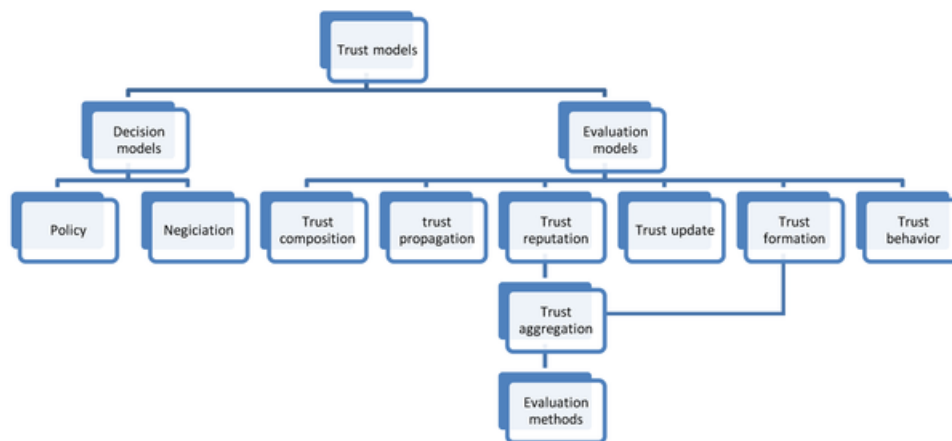 Trust models
Decision
models
Evaluation
models
Policy
Negiciation
Trust
composition
trust
propagation
Trust
reputation
Trust update
Trust
formation
Trust
behavior
Trust
aggregation
Evaluation
methods